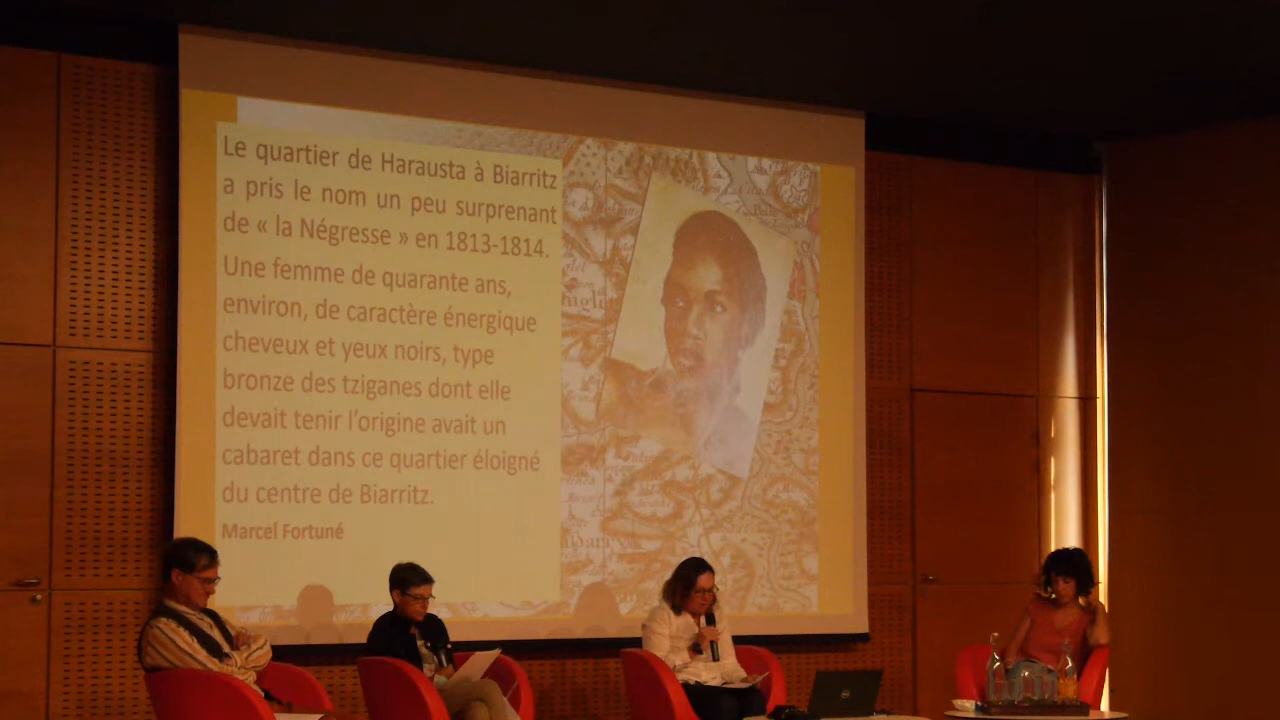 Le quartier de Harausta à Biarritz
a pris le nom un peu surprenant
de « la Négresse » en 1813-1814.
Une femme de quarante ans,
environ, de caractère énergique
cheveux et yeux noirs, type
bronze des tziganes dont elle
devait tenir l'origine avait un
cabaret dans ce quartier éloigné
du centre de Biarritz.
Marcel Fortuné